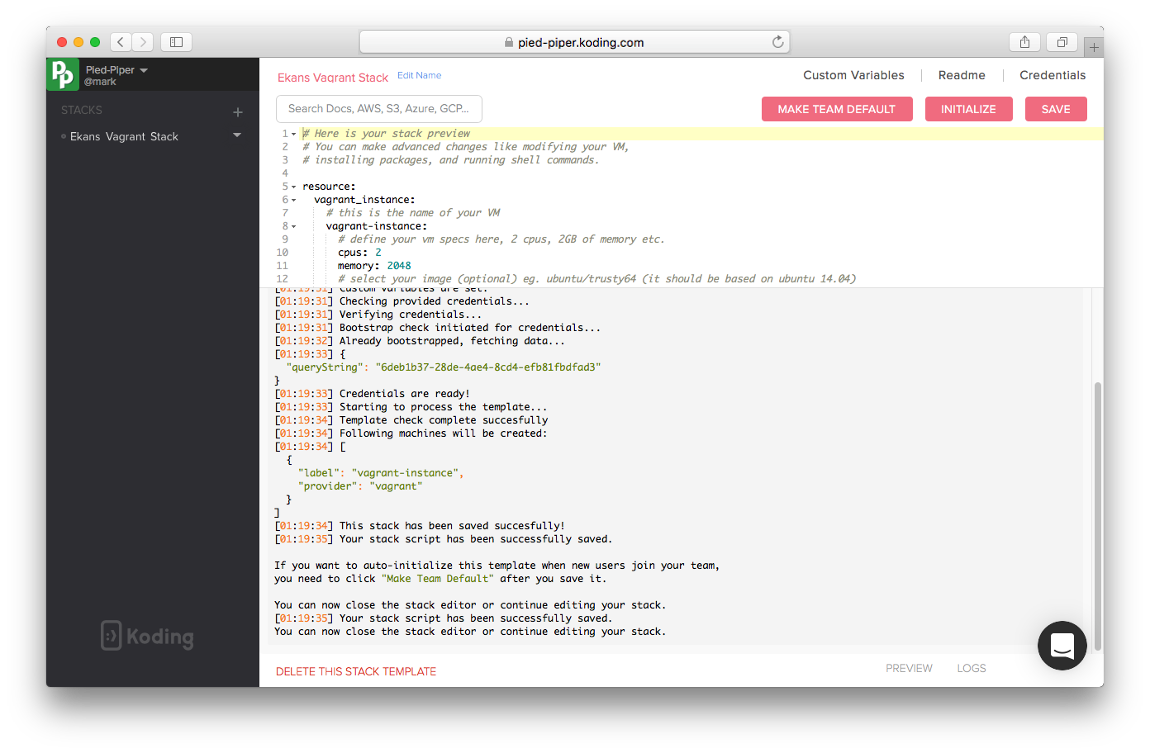 pied-piper.koding.com
PP
Pied-Piper
@mark
STACKS
Ekans Vagrant Stack
Koding
Ekans Vagrant Stack Edit Name
Custom Variables Readme Credentials
Search Docs, AWS, S3, Azure, GCP...
MAKE TEAM DEFAULT INITIALIZE SAVE
1 # Here is your stack preview
2 # You can make advanced changes like modifying your VM,
3 # installing packages, and running shell commands.
4
5 resource:
6 vagrant_instance:
7 # this is the name of your VM
8 vagrant-instance:
9 # define your vm specs here, 2 cpus, 2GB of memory etc.
10 cpus: 2
11 memory: 2048
12 # select your image (optional) eg. ubuntu/trusty64 (it should be based on ubuntu 14.04)
[01:19:31] Custom variables are set.
[01:19:31] Checking provided credentials...
[01:19:31] Verifying credentials...
[01:19:31] Bootstrap check initiated for credentials...
[01:19:32] Already bootstrapped, fetching data...
[01:19:33] {
"queryString": "6deb1b37-28de-4ae4-8cd4-efb81fbdfad3"
}
[01:19:33] Credentials are ready!
[01:19:33] Starting to process the template...
[01:19:34] Template check complete succesfully
[01:19:34] Following machines will be created:
[01:19:34] [
{
"label": "vagrant-instance",
"provider": "vagrant"
}
]
[01:19:34] This stack has been saved succesfully!
[01:19:35] Your stack script has been successfully saved.
If you want to auto-initialize this template when new users join your team,
you need to click "Make Team Default" after you save it.
You can now close the stack editor or continue editing your stack.
[01:19:35] Your stack script has been successfully saved.
You can now close the stack editor or continue editing your stack.
DELETE THIS STACK TEMPLATE
PREVIEW LOGS